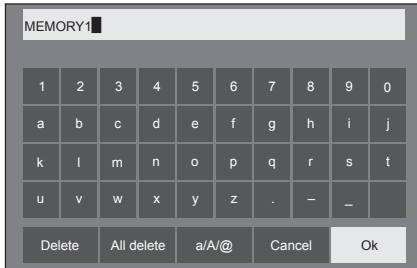 MEMORY1
1 2 3 4 5 6 7 8 9 0
a b c d e f g h i j
k l m n o p q r s t
u v w x y z . – _
Delete All delete a/A/@ Cancel Ok